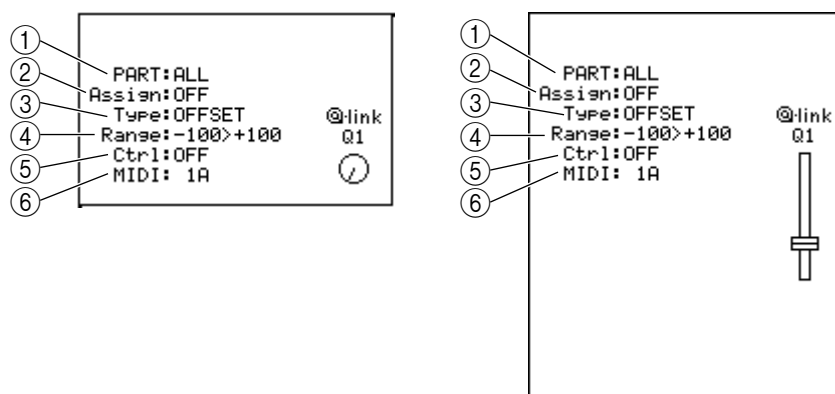 ① PART:ALL
② Assign:OFF
③ Type:OFFSET
④ Range:-100>+100
⑤ Ctrl:OFF
⑥ MIDI: 1A
@-link
Q1
① PART:ALL
② Assign:OFF
③ Type:OFFSET
④ Range:-100>+100
⑤ Ctrl:OFF
⑥ MIDI: 1A
@-link
Q1